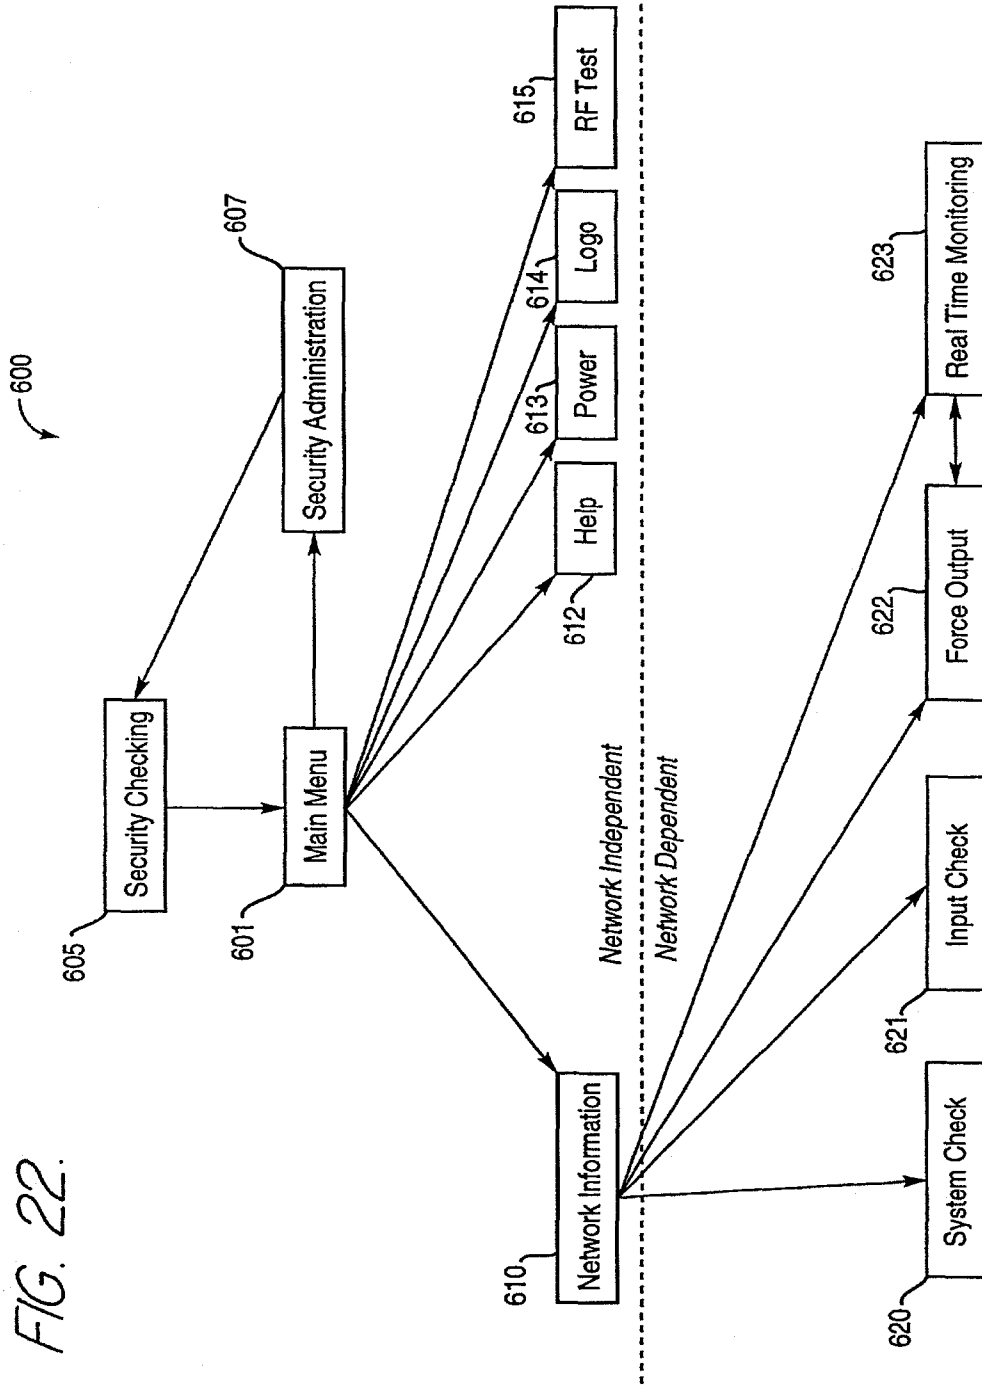 FIG. 22.
600
605
Security Checking
607
Security Administration
601
Main Menu
610
Network Information
612
Help
613
Power
614
Logo
615
RF Test
Network Independent
Network Dependent
620
System Check
621
Input Check
622
Force Output
623
Real Time Monitoring